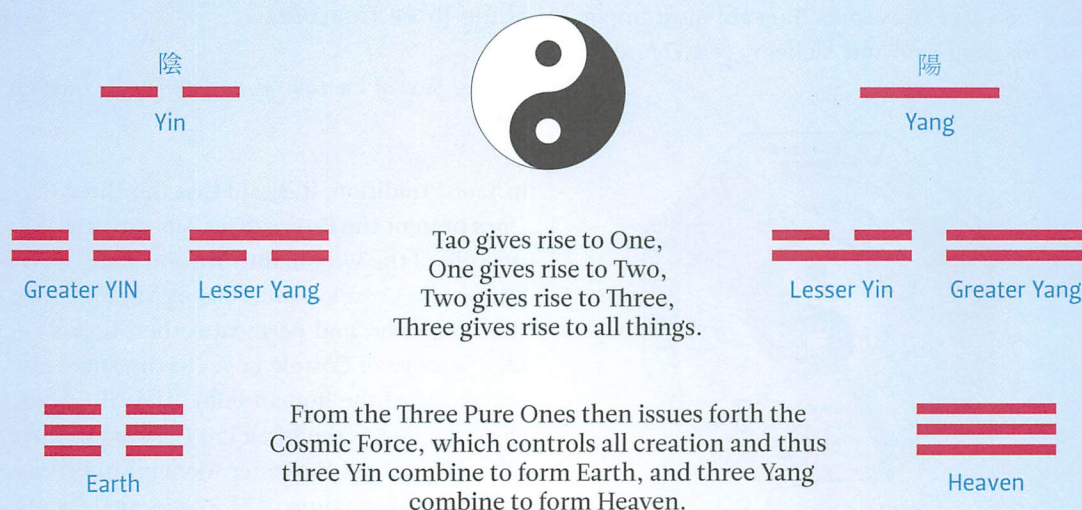 陰
Yin
陽
Yang
Greater YIN
Lesser Yang
Tao gives rise to One,
One gives rise to Two,
Two gives rise to Three,
Three gives rise to all things.
Lesser Yin
Greater Yang
Earth
From the Three Pure Ones then issues forth the
Cosmic Force, which controls all creation and thus
three Yin combine to form Earth, and three Yang
combine to form Heaven.
Heaven